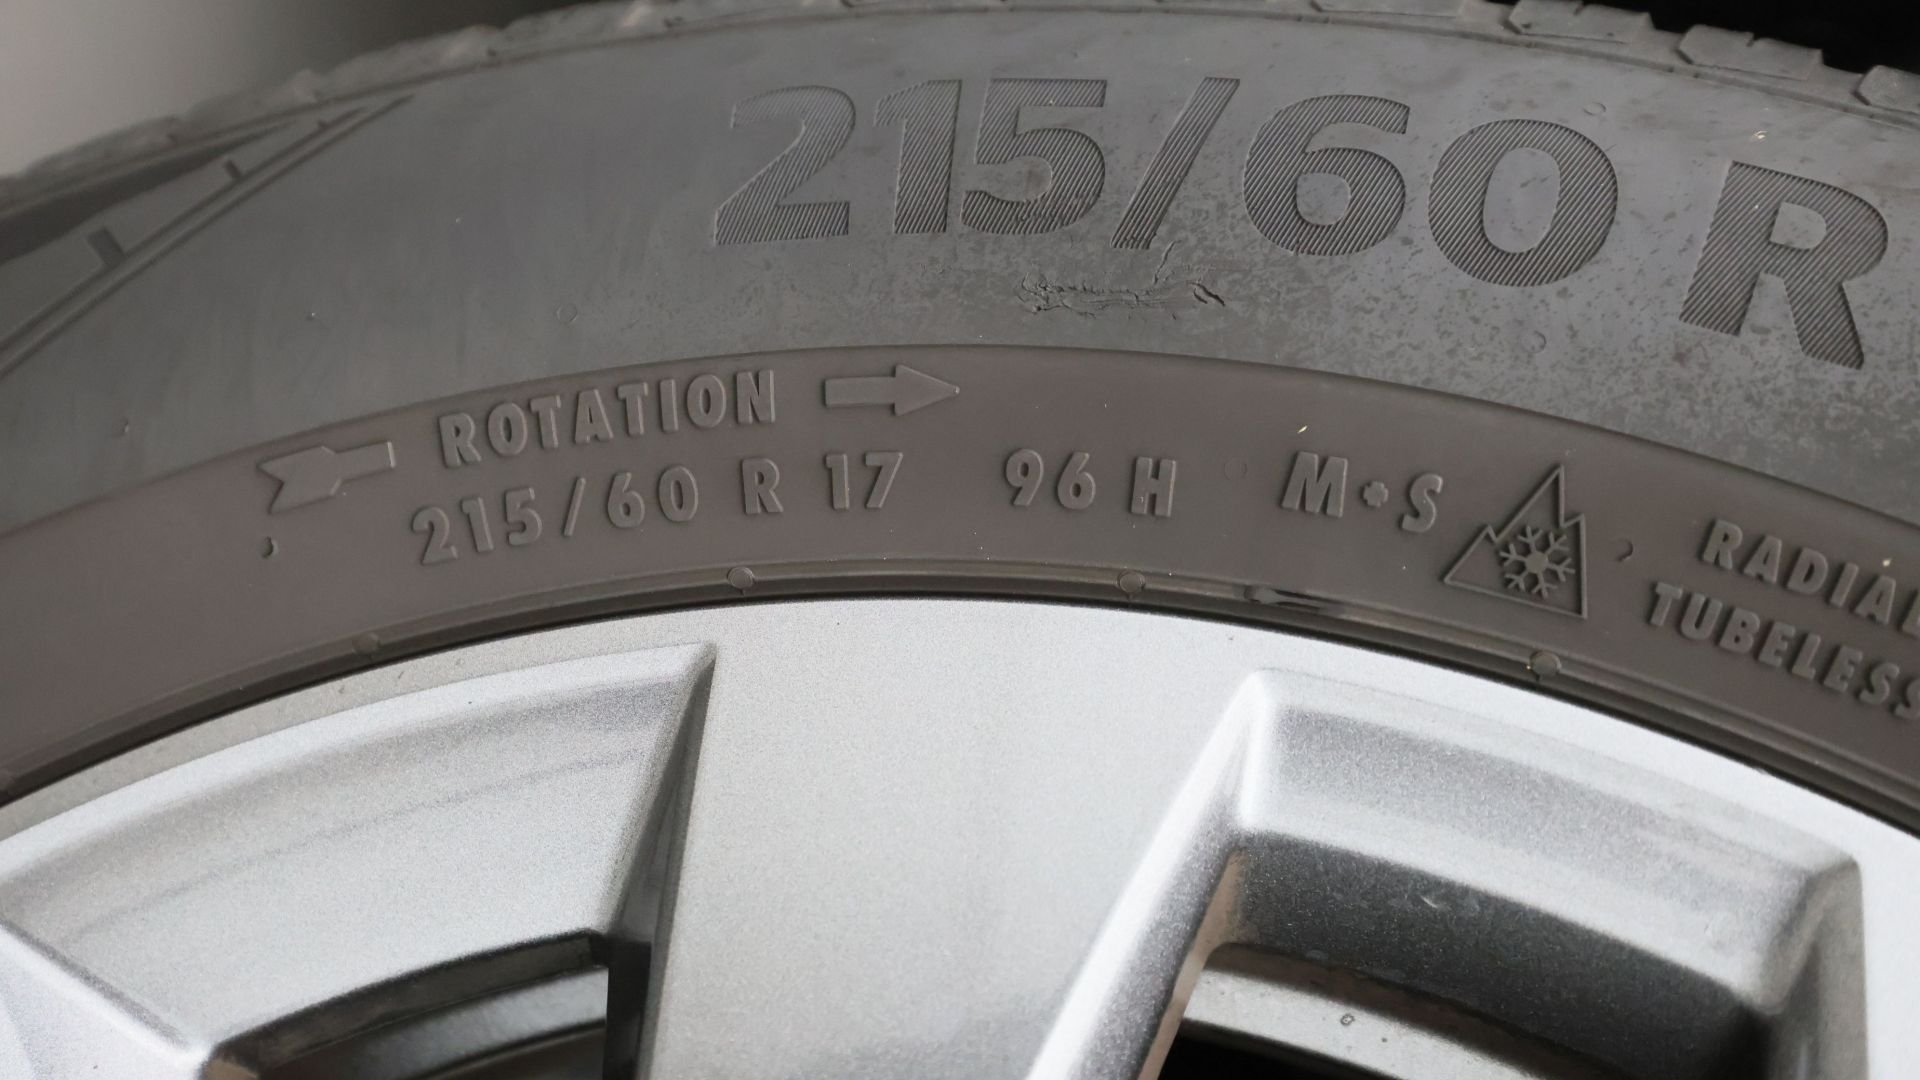 215/60 R
ROTATION
215/60 R 17 96 H M+S RADIAL
TUBELESS